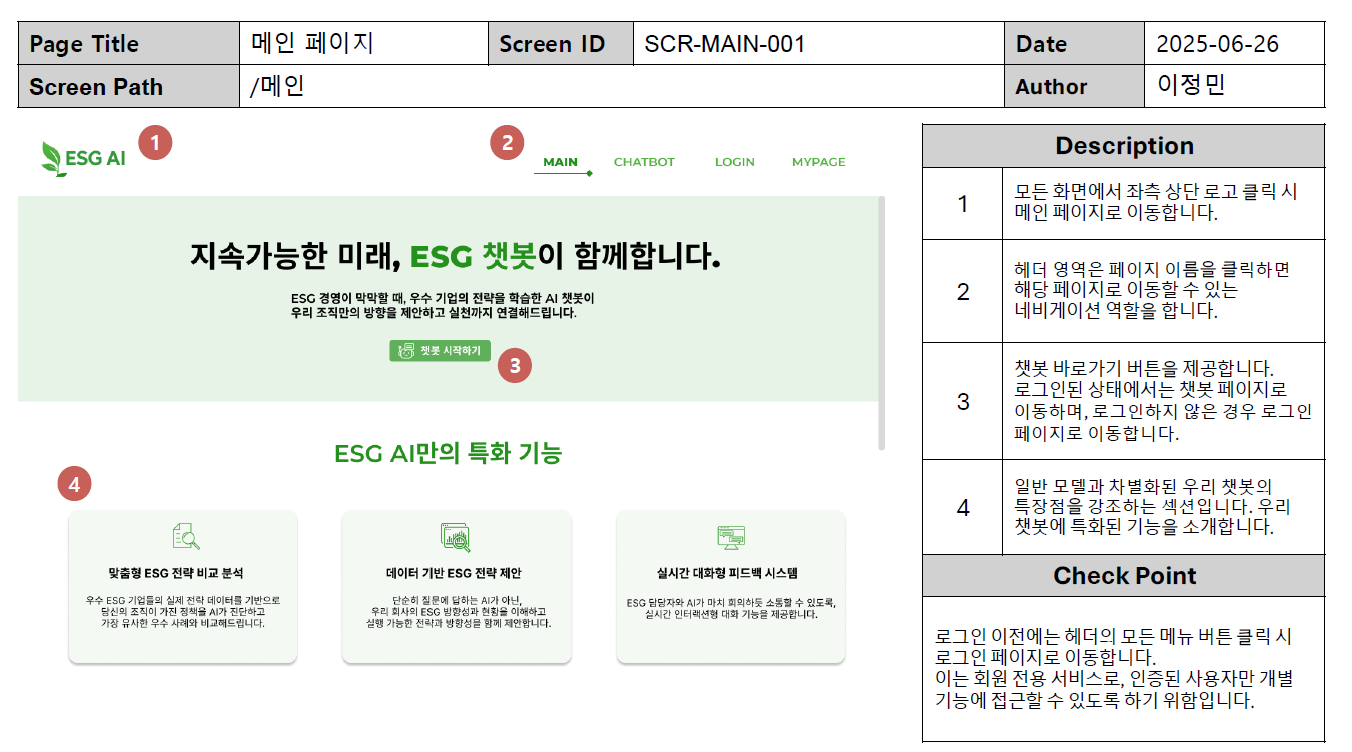 Page Title 메인 페이지 Screen ID SCR-MAIN-001 Date 2025-06-26
Screen Path /메인 Author 이정민
ESG AI 1
2 MAIN CHATBOT LOGIN MYPAGE
지속가능한 미래, ESG 챗봇이 함께합니다.
ESG 경영이 막막할 때, 우수 기업의 전략을 학습한 AI 챗봇이
우리 조직만의 방향을 제안하고 실천까지 연결해드립니다.
챗봇 시작하기
3
ESG AI만의 특화 기능
4
맞춤형 ESG 전략 비교 분석
우수 ESG 기업들의 실제 전략 데이터를 기반으로
당신의 조직이 가진 정책을 AI가 진단하고
가장 유사한 우수 사례와 비교해드립니다.
데이터 기반 ESG 전략 제안
단순히 질문에 답하는 AI가 아닌,
우리 회사의 ESG 방향성과 현황을 이해하고
실행 가능한 전략과 방향성을 함께 제안합니다.
실시간 대화형 피드백 시스템
ESG 담당자와 AI가 마치 회의하듯 소통할 수 있도록,
실시간 인터랙션형 대화 기능을 제공합니다.
Description
1
모든 화면에서 좌측 상단 로고 클릭 시
메인 페이지로 이동합니다.
2
헤더 영역은 페이지 이름을 클릭하면
해당 페이지로 이동할 수 있는
네비게이션 역할을 합니다.
3
챗봇 바로가기 버튼을 제공합니다.
로그인된 상태에서는 챗봇 페이지로
이동하며, 로그인하지 않은 경우 로그인
페이지로 이동합니다.
4
일반 모델과 차별화된 우리 챗봇의
특장점을 강조하는 섹션입니다. 우리
챗봇에 특화된 기능을 소개합니다.
Check Point
로그인 이전에는 헤더의 모든 메뉴 버튼 클릭 시
로그인 페이지로 이동합니다.
이는 회원 전용 서비스로, 인증된 사용자만 개별
기능에 접근할 수 있도록 하기 위함입니다.